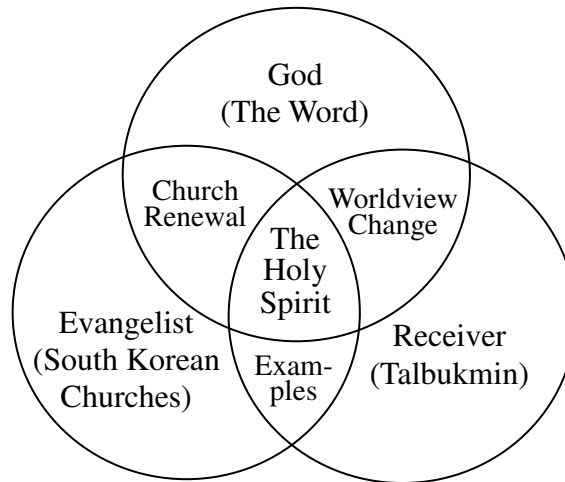 God
(The Word)
Church
Renewal
Worldview
Change
The
Holy
Spirit
Evangelist
(South Korean
Churches)
Receiver
(Talbukmin)
Exam-
ples